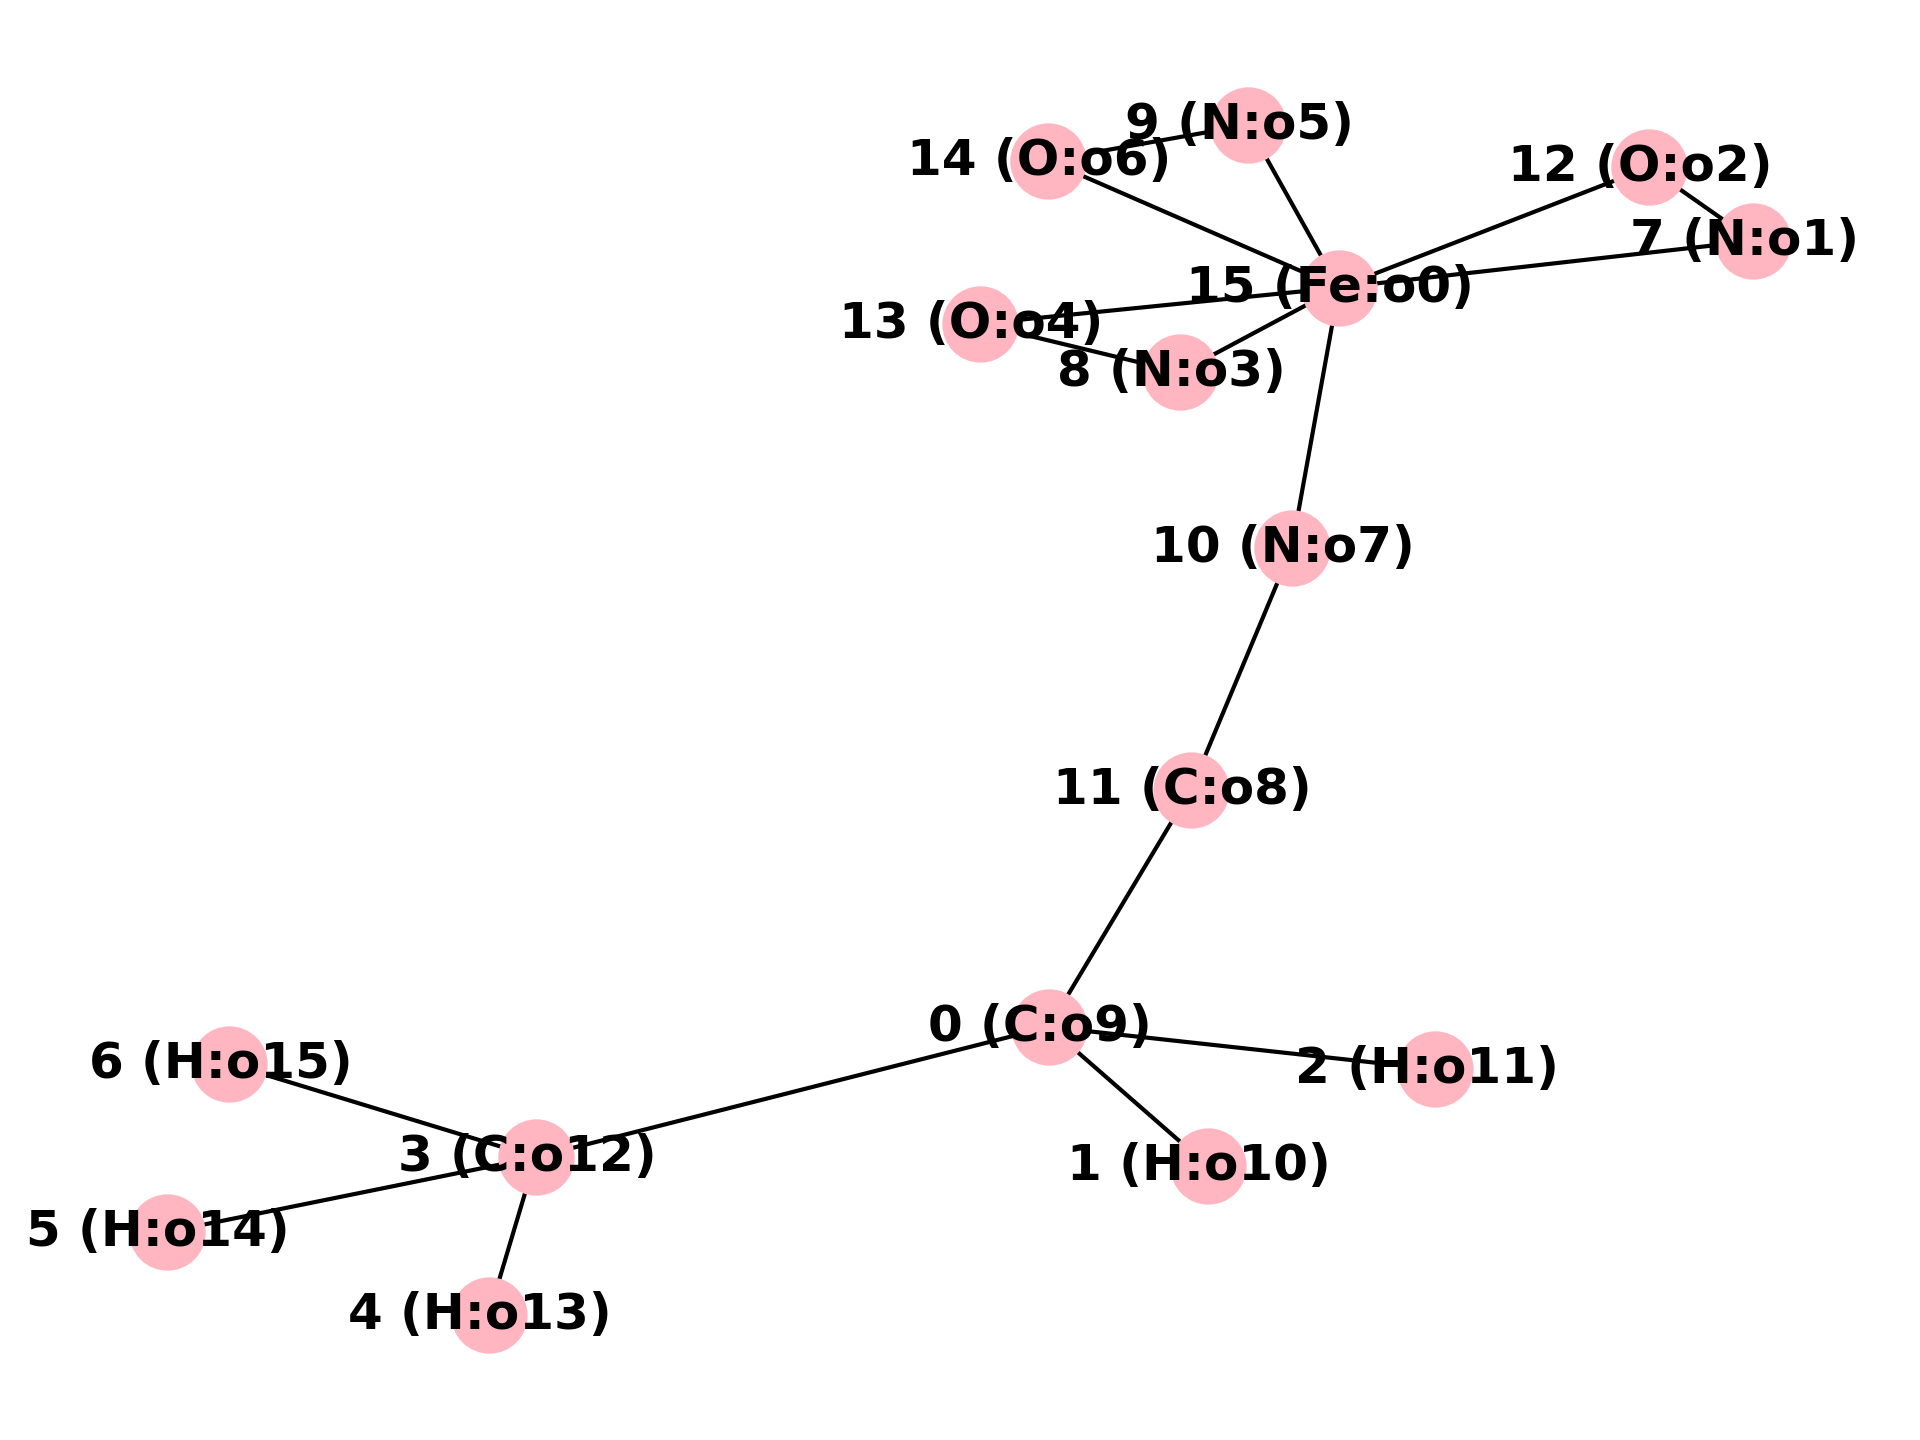 9 (N:o5)
14 (O:o6)
12 (O:o2)
7 (N:o1)
15 (Fe:o0)
13 (O:o4)
8 (N:o3)
10 (N:o7)
11 (C:o8)
0 (C:o9)
6 (H:o15)
2 (H:o11)
3 (C:o12)
1 (H:o10)
5 (H:o14)
4 (H:o13)